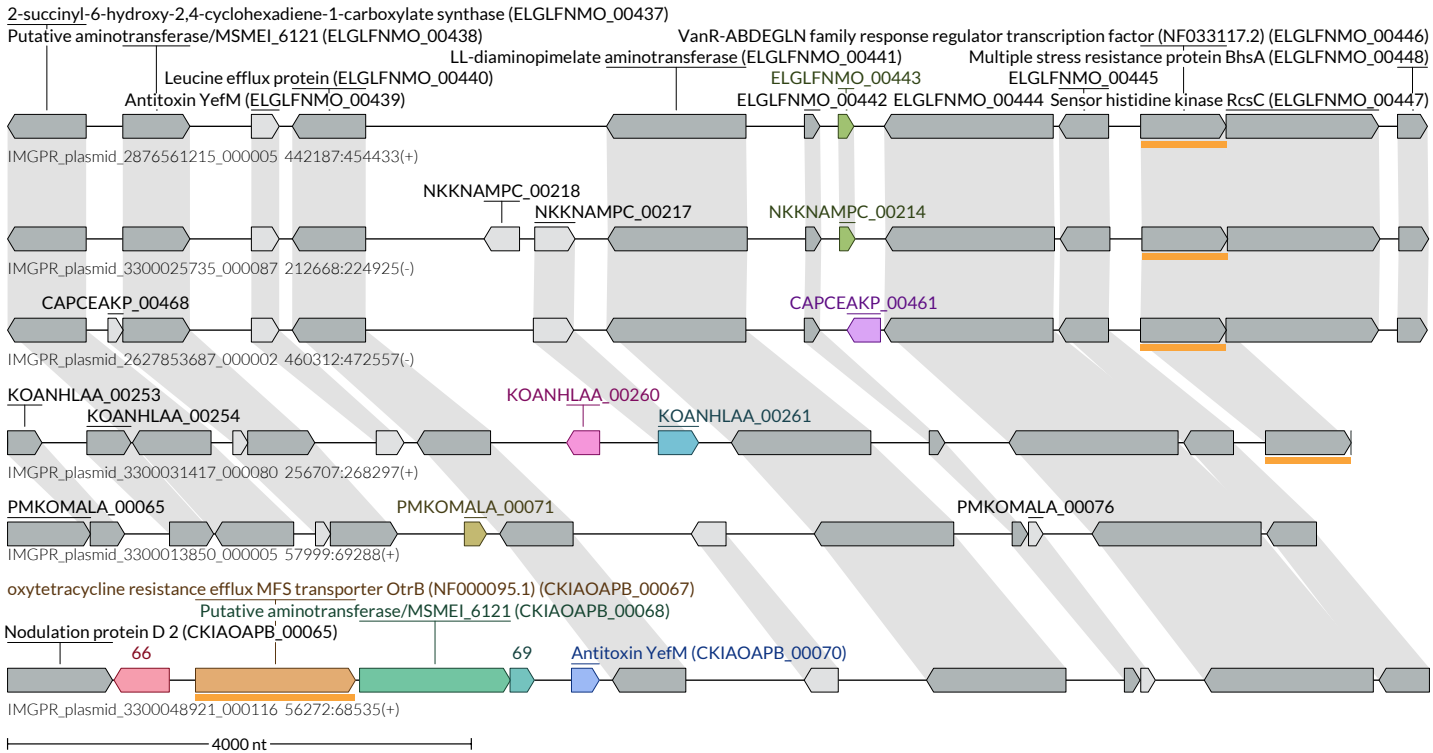 2-succinyl-6-hydroxy-2,4-cyclohexadiene-1-carboxylate synthase (ELGLFNMO_00437)
Putative aminotransferase/MSMEI_6121 (ELGLFNMO_00438)
VanR-ABDEGLN family response regulator transcription factor (NF033117.2) (ELGLFNMO_00446)
LL-diaminopimelate aminotransferase (ELGLFNMO_00441)
Multiple stress resistance protein BhsA (ELGLFNMO_00448)
Leucine efflux protein (ELGLFNMO_00440)
ELGLFNMO_00443
ELGLFNMO_00445
Antitoxin YefM (ELGLFNMO_00439)
ELGLFNMO_00442
ELGLFNMO_00444
Sensor histidine kinase RcsC (ELGLFNMO_00447)
IMGPR_plasmid_2876561215_000005 442187:454433(+)
NKKNAMPC_00218
NKKNAMPC_00217
NKKNAMPC_00214
IMGPR_plasmid_3300025735_000087 212668:224925(-)
CAPCEAKP_00468
CAPCEAKP_00461
IMGPR_plasmid_2627853687_000002 460312:472557(-)
KOANHLAA_00253
KOANHLAA_00260
KOANHLAA_00254
KOANHLAA_00261
IMGPR_plasmid_3300031417_000080 256707:268297(+)
PMKOMALA_00065
PMKOMALA_00071
PMKOMALA_00076
IMGPR_plasmid_3300013850_000005 57999:69288(+)
oxytetracycline resistance efflux MFS transporter OtrB (NF000095.1) (CKIAOAPB_00067)
Putative aminotransferase/MSMEI_6121 (CKIAOAPB_00068)
Nodulation protein D 2 (CKIAOAPB_00065)
66
69
Antitoxin YefM (CKIAOAPB_00070)
IMGPR_plasmid_3300048921_000116 56272:68535(+)
4000 nt